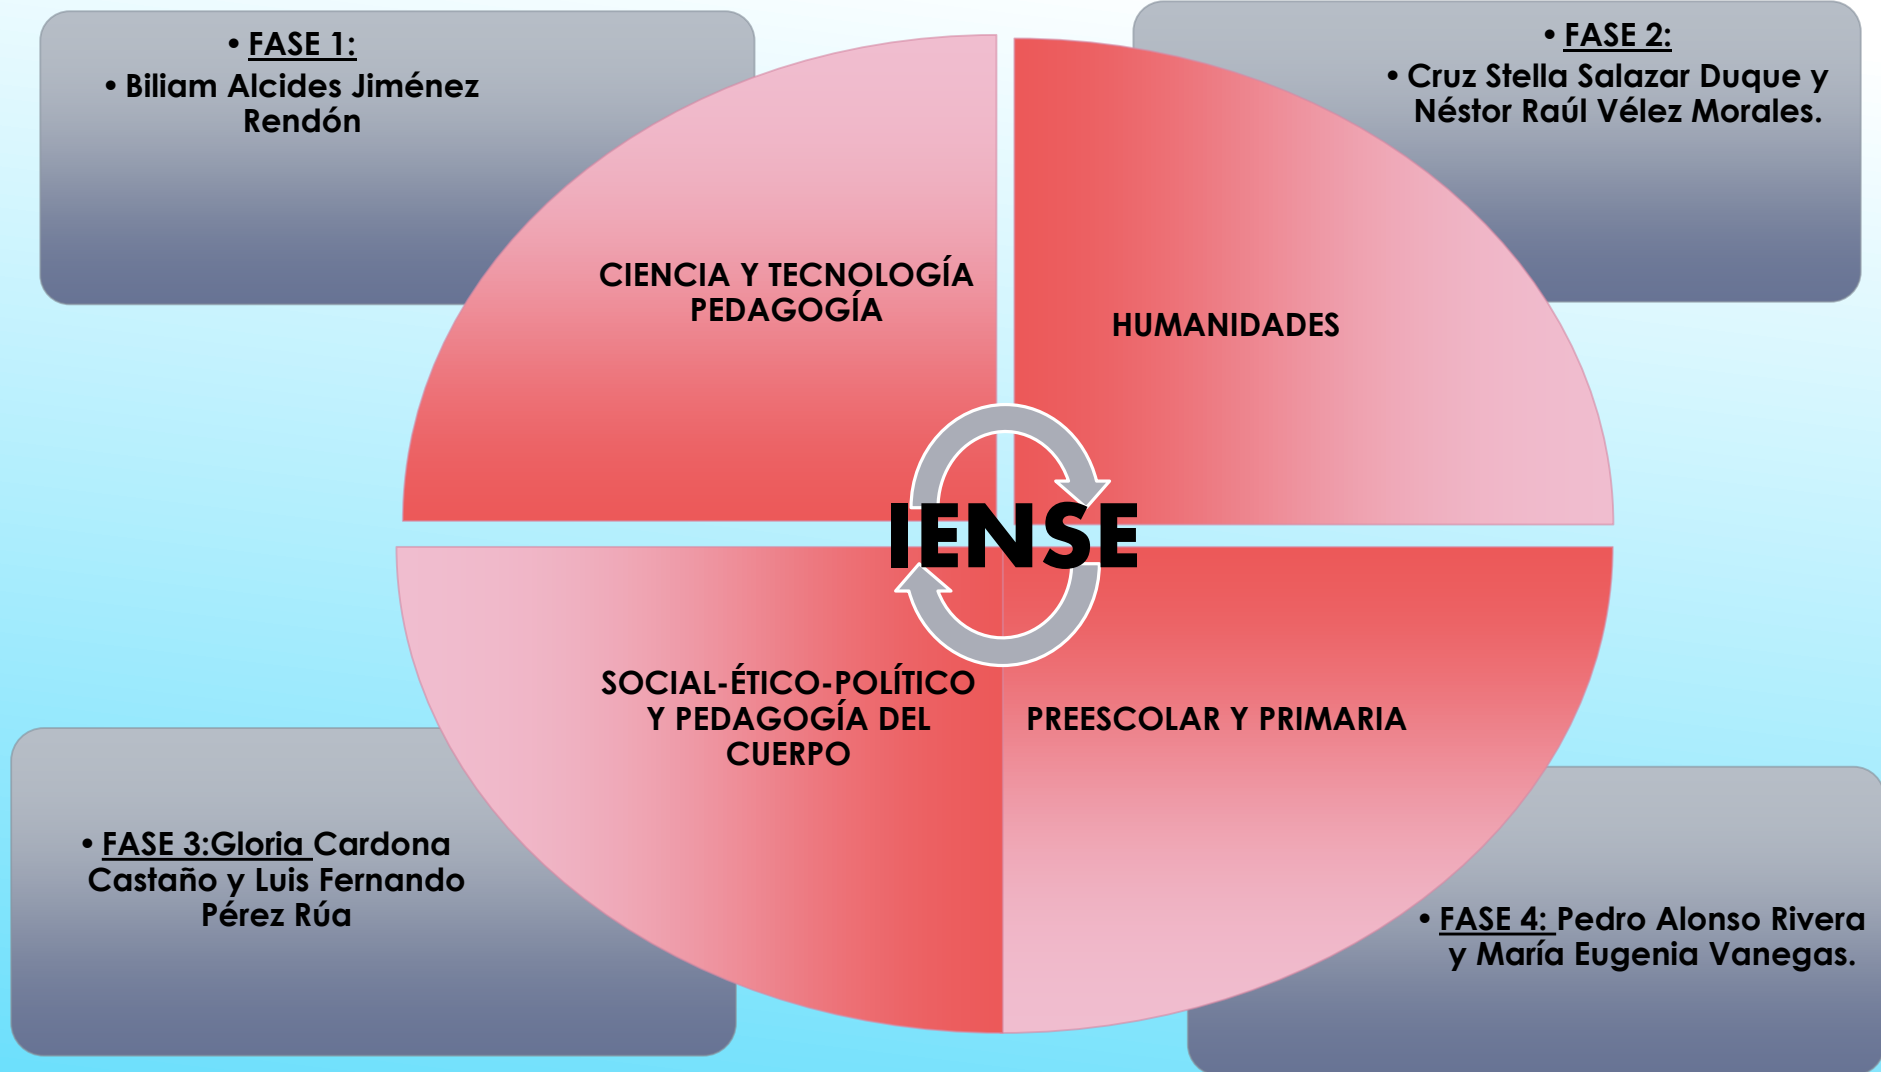 • FASE 1:
• Biliam Alcides Jiménez
Rendón
• FASE 2:
• Cruz Stella Salazar Duque y
Néstor Raúl Vélez Morales.
CIENCIA Y TECNOLOGÍA
PEDAGOGÍA
HUMANIDADES
IENSE
SOCIAL-ÉTICO-POLÍTICO
Y PEDAGOGÍA DEL
CUERPO
PREESCOLAR Y PRIMARIA
• FASE 3:Gloria Cardona
Castaño y Luis Fernando
Pérez Rúa
• FASE 4: Pedro Alonso Rivera
y María Eugenia Vanegas.